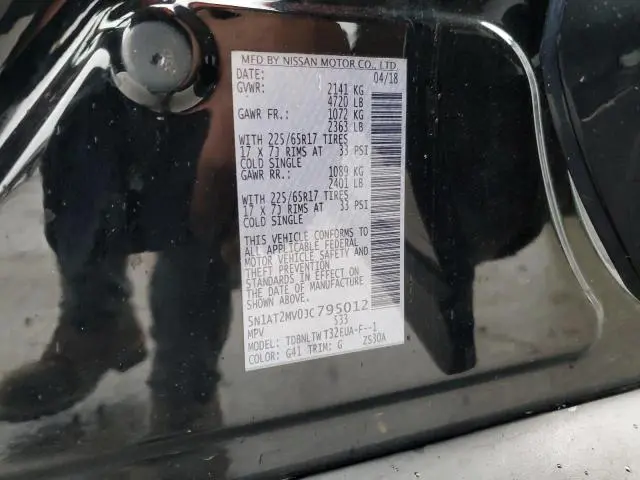 MFD BY NISSAN MOTOR CO., LTD.
DATE: 04/18
GVWR: 2141 KG
4720 LB
GAWR FR.: 1072 KG
2363 LB
WITH 225/65R17 TIRES
17 X 7J RIMS AT 33 PSI
COLD SINGLE
GAWR RR.: 1089 KG
2401 LB
WITH 225/65R17 TIRES
17 X 7J RIMS AT 33 PSI
COLD SINGLE
THIS VEHICLE CONFORMS TO
ALL APPLICABLE FEDERAL
MOTOR VEHICLE SAFETY AND
THEFT PREVENTION
STANDARDS IN EFFECT ON
THE DATE OF MANUFACTURE
SHOWN ABOVE.
5N1AT2MV0JC795012
MPV S33
MODEL: TDBNLTW T32EUA-F--1
COLOR: G41 TRIM: G ZS30A